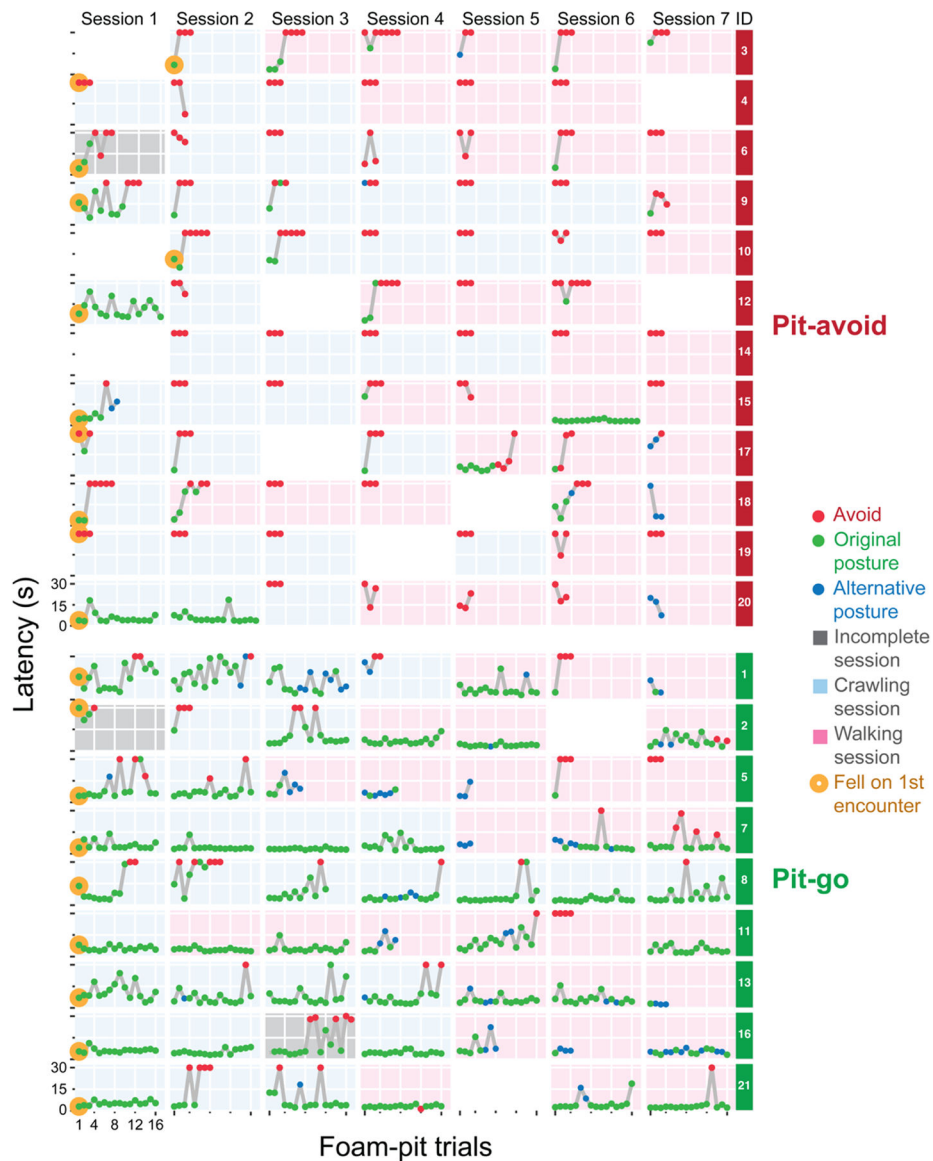 Session 1 Session 2 Session 3 Session 4 Session 5 Session 6 Session 7 ID
3
4
6
9
10
12
14
15
17
18
19
30
15
0
20
Pit-avoid
Latency (s)
Avoid
Original
posture
Alternative
posture
Incomplete
session
Crawling
session
Walking
session
Fell on 1st
encounter
1
2
5
7
8
11
13
16
30
15
0
21
Pit-go
1 4 8 12 16
Foam-pit trials